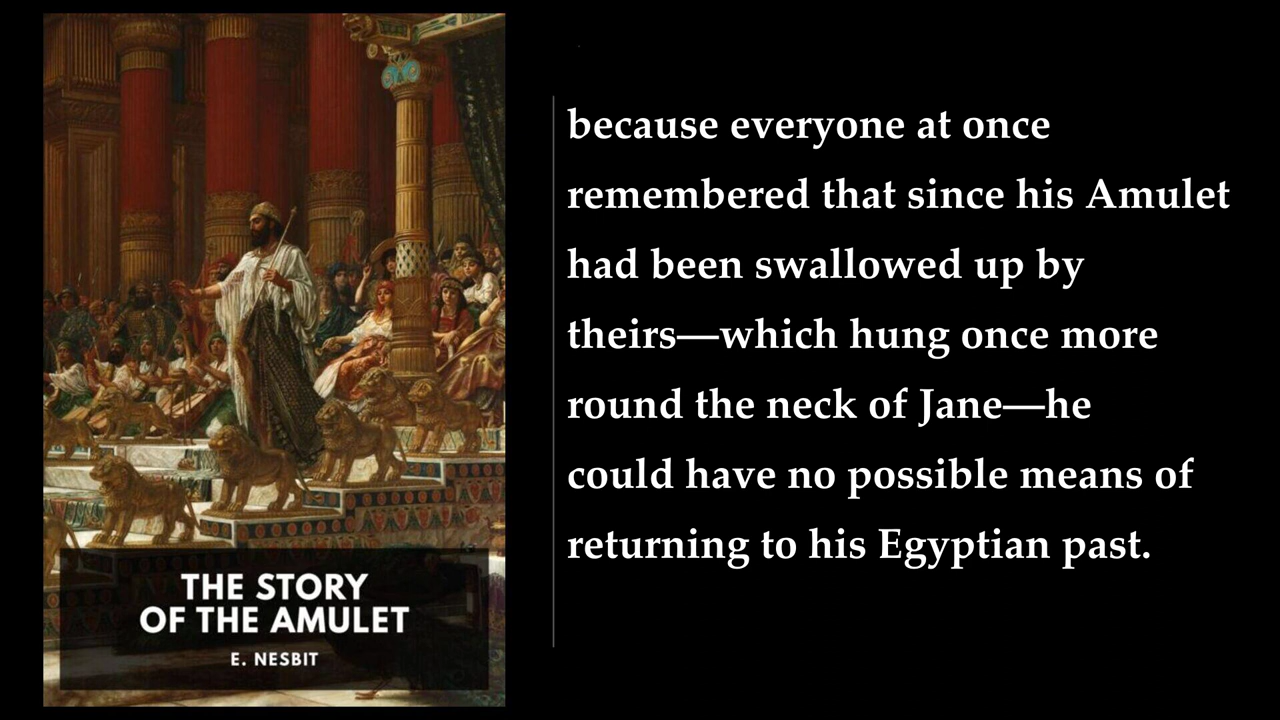 THE STORY
OF THE AMULET
E. NESBIT
because everyone at once
remembered that since his Amulet
had been swallowed up by
theirs—which hung once more
round the neck of Jane—he
could have no possible means of
returning to his Egyptian past.